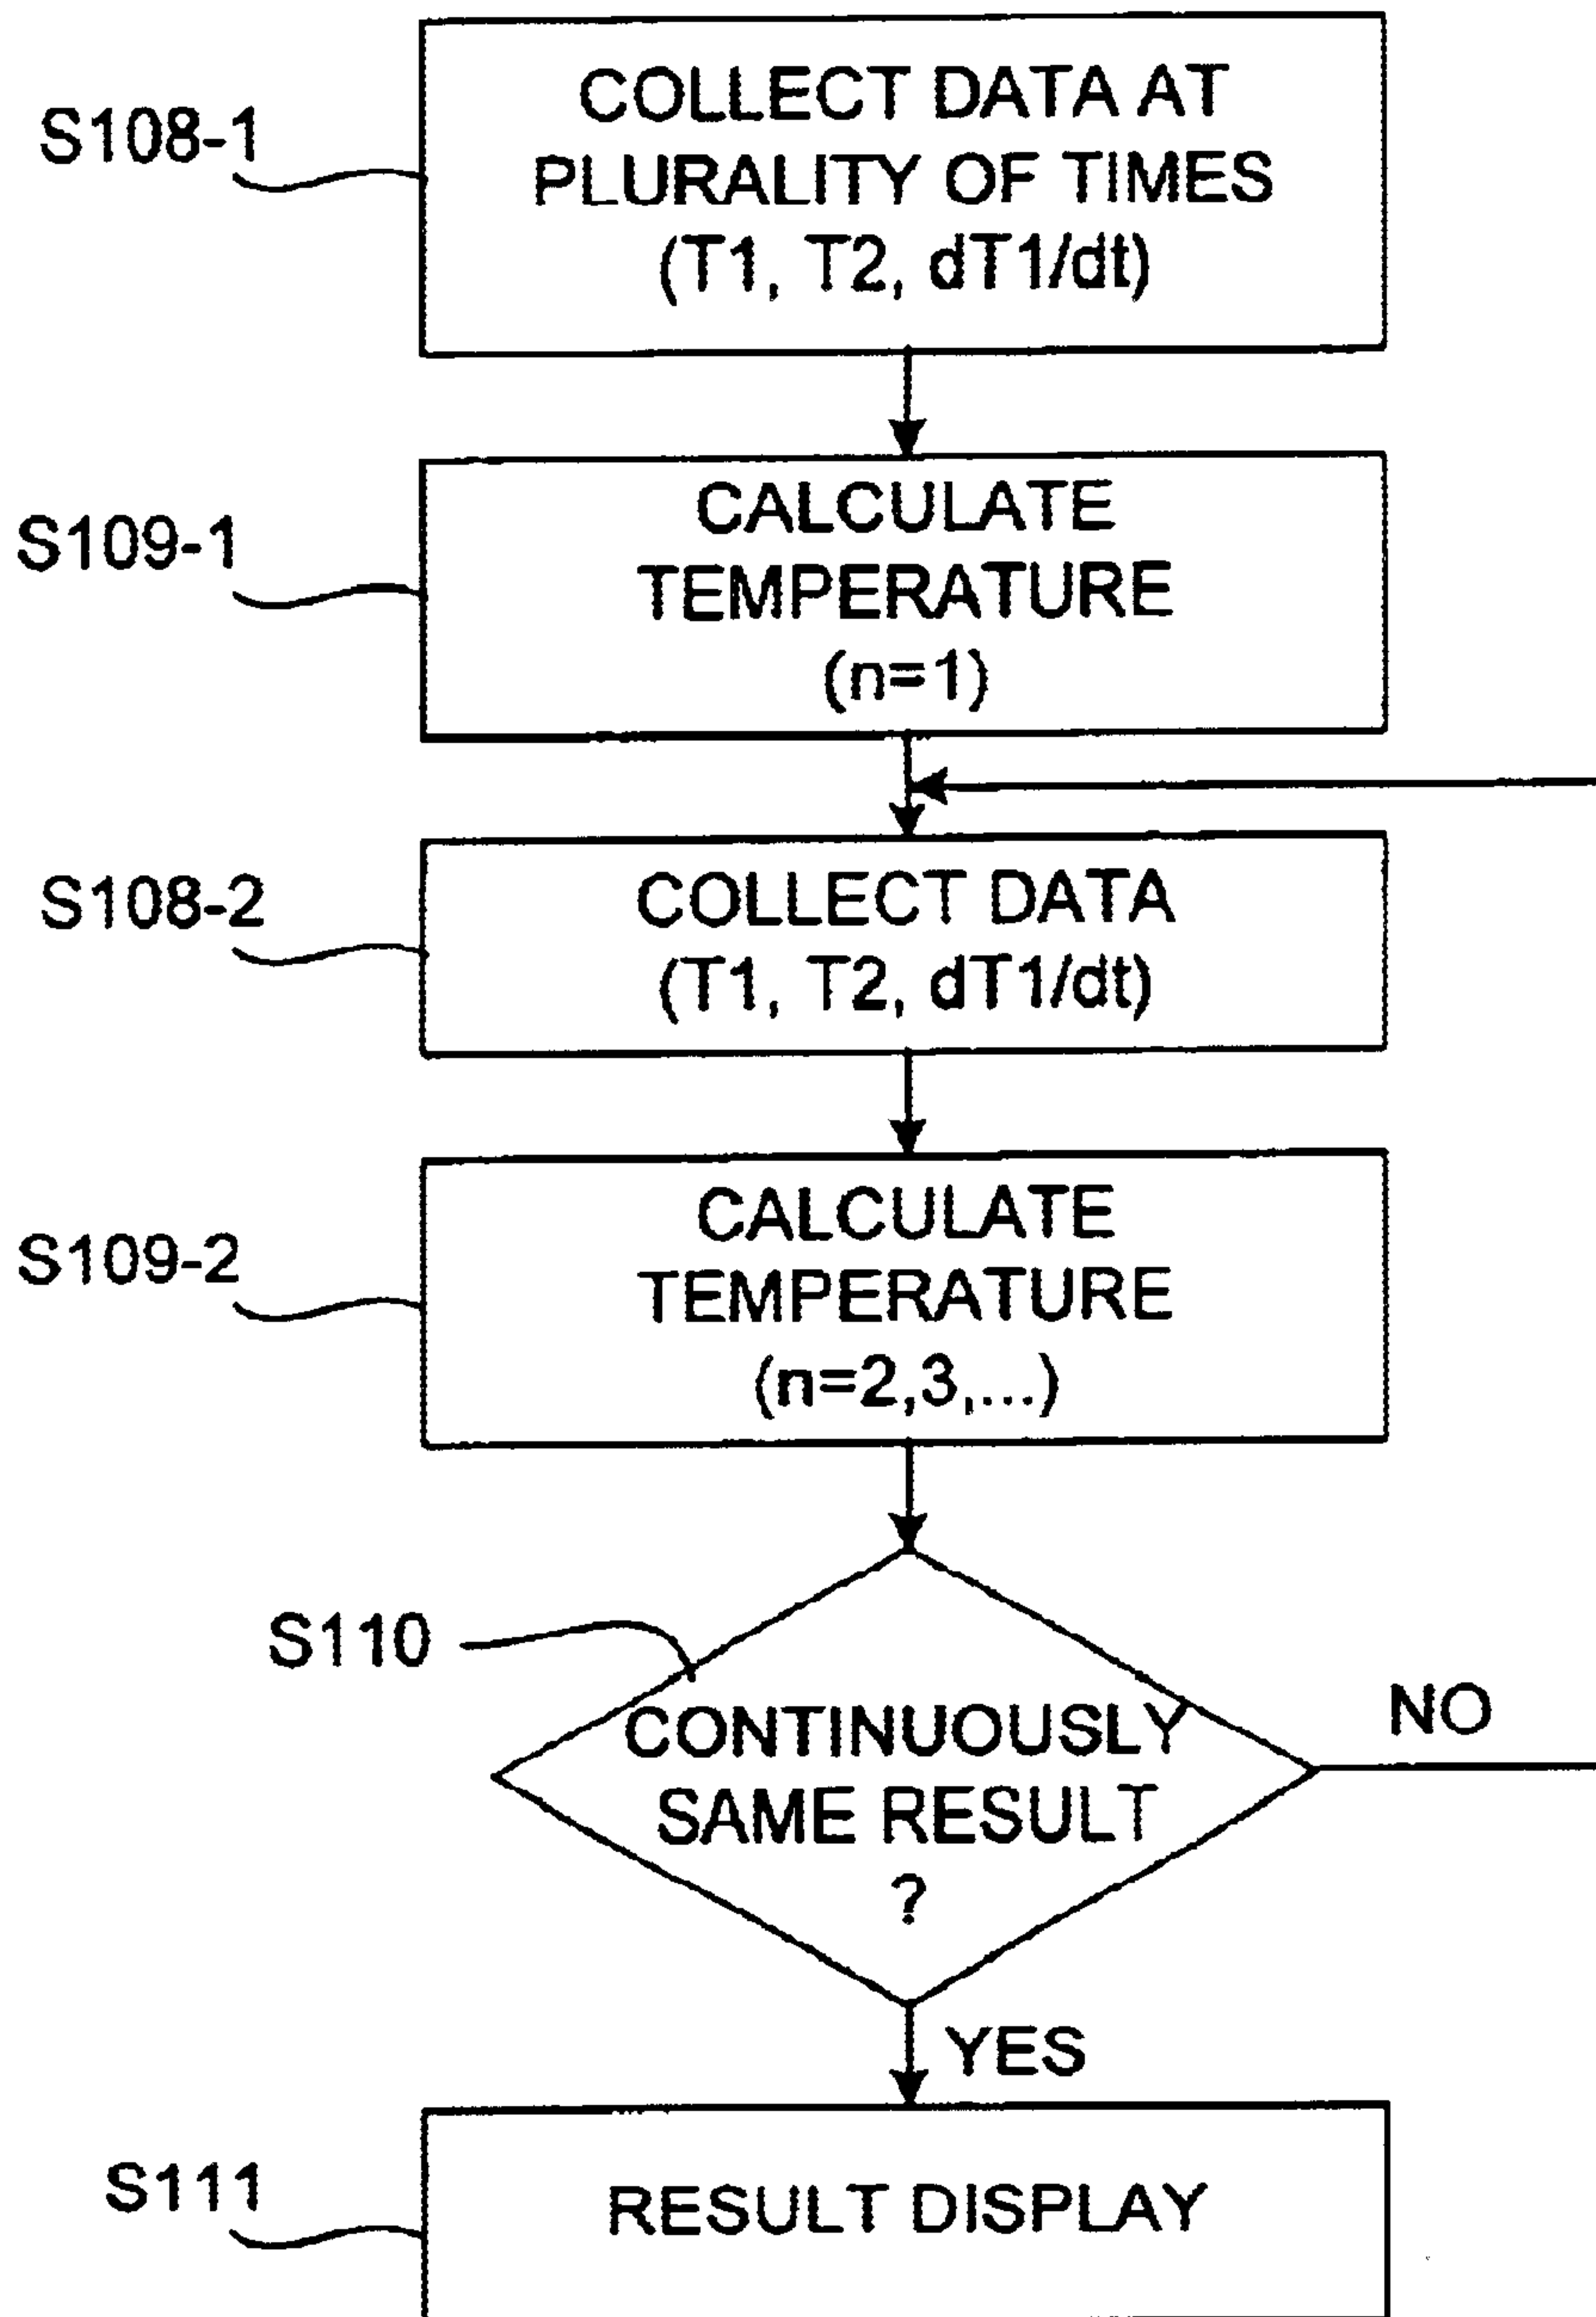 S108-1
COLLECT DATA AT
PLURALITY OF TIMES
(T1, T2, dT1/dt)
S109-1
CALCULATE
TEMPERATURE
(n=1)
S108-2
COLLECT DATA
(T1, T2, dT1/dt)
S109-2
CALCULATE
TEMPERATURE
(n=2,3,...)
S110
CONTINUOUSLY
SAME RESULT
?
NO
YES
S111
RESULT DISPLAY